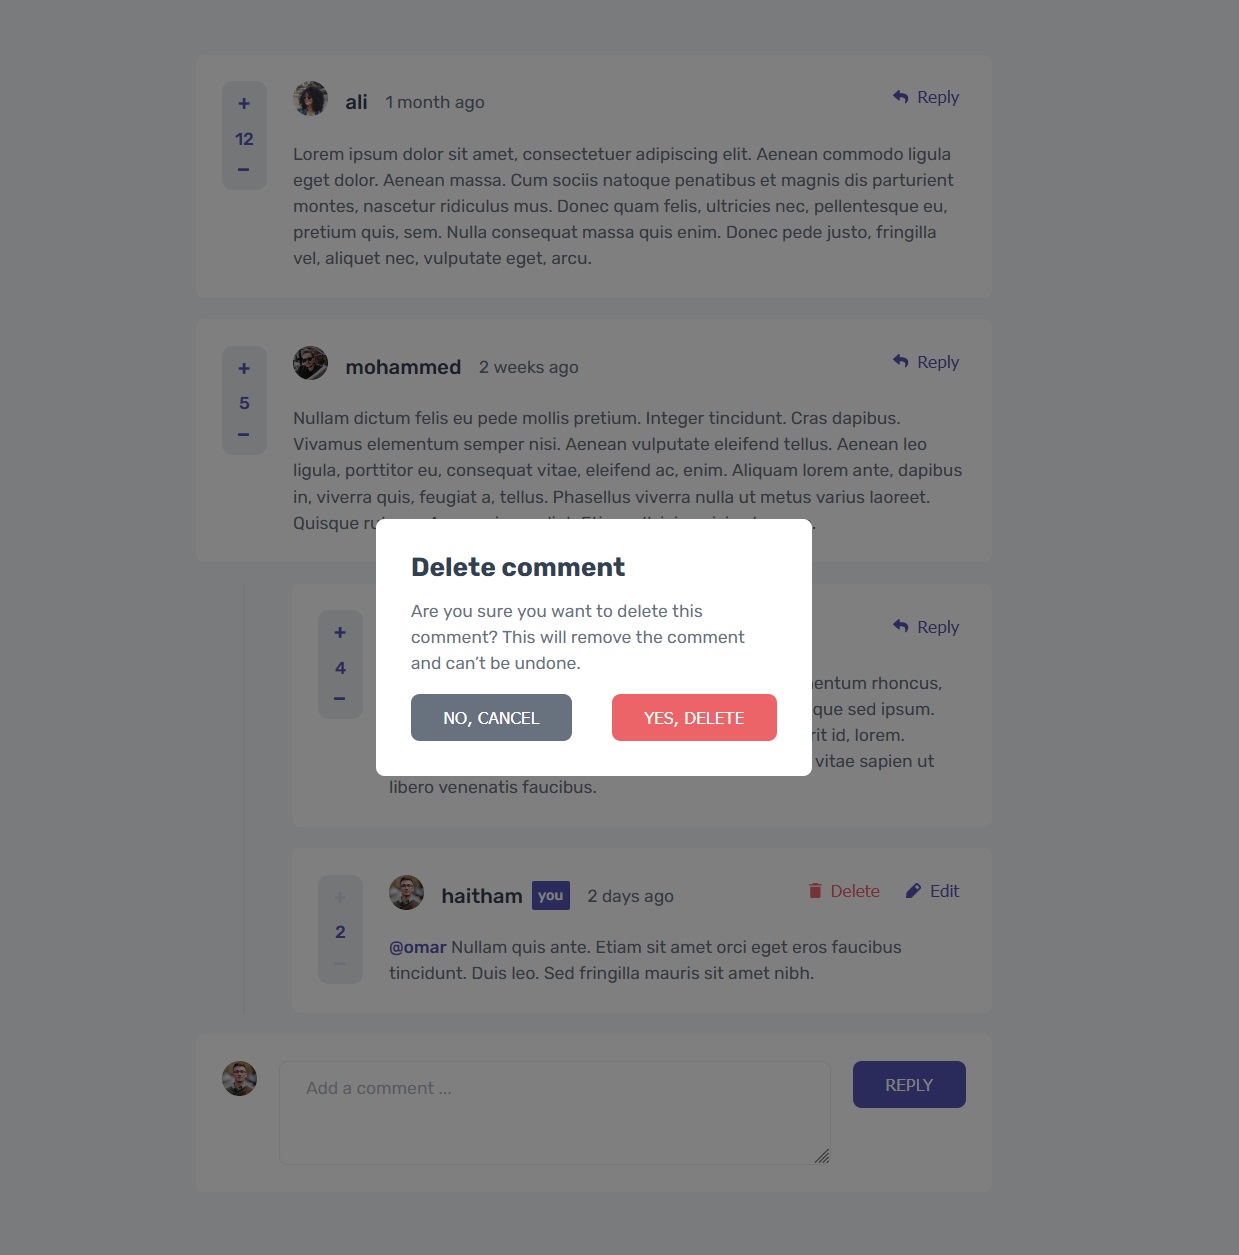 +
ali 1 month ago Reply
12
−
Lorem ipsum dolor sit amet, consectetuer adipiscing elit. Aenean commodo ligula
eget dolor. Aenean massa. Cum sociis natoque penatibus et magnis dis parturient
montes, nascetur ridiculus mus. Donec quam felis, ultricies nec, pellentesque eu,
pretium quis, sem. Nulla consequat massa quis enim. Donec pede justo, fringilla
vel, aliquet nec, vulputate eget, arcu.
+
mohammed 2 weeks ago Reply
5
−
Nullam dictum felis eu pede mollis pretium. Integer tincidunt. Cras dapibus.
Vivamus elementum semper nisi. Aenean vulputate eleifend tellus. Aenean leo
ligula, porttitor eu, consequat vitae, eleifend ac, enim. Aliquam lorem ante, dapibus
in, viverra quis, feugiat a, tellus. Phasellus viverra nulla ut metus varius laoreet.
Quisque
Delete comment
Are you sure you want to delete this
comment? This will remove the comment
and can’t be undone.
NO, CANCEL YES, DELETE
+
Reply
4
−
rhoncus,
sed ipsum.
id, lorem.
vitae sapien ut
libero venenatis faucibus.
+
haitham you 2 days ago Delete Edit
2
−
@omar Nullam quis ante. Etiam sit amet orci eget eros faucibus
tincidunt. Duis leo. Sed fringilla mauris sit amet nibh.
Add a comment ...
REPLY